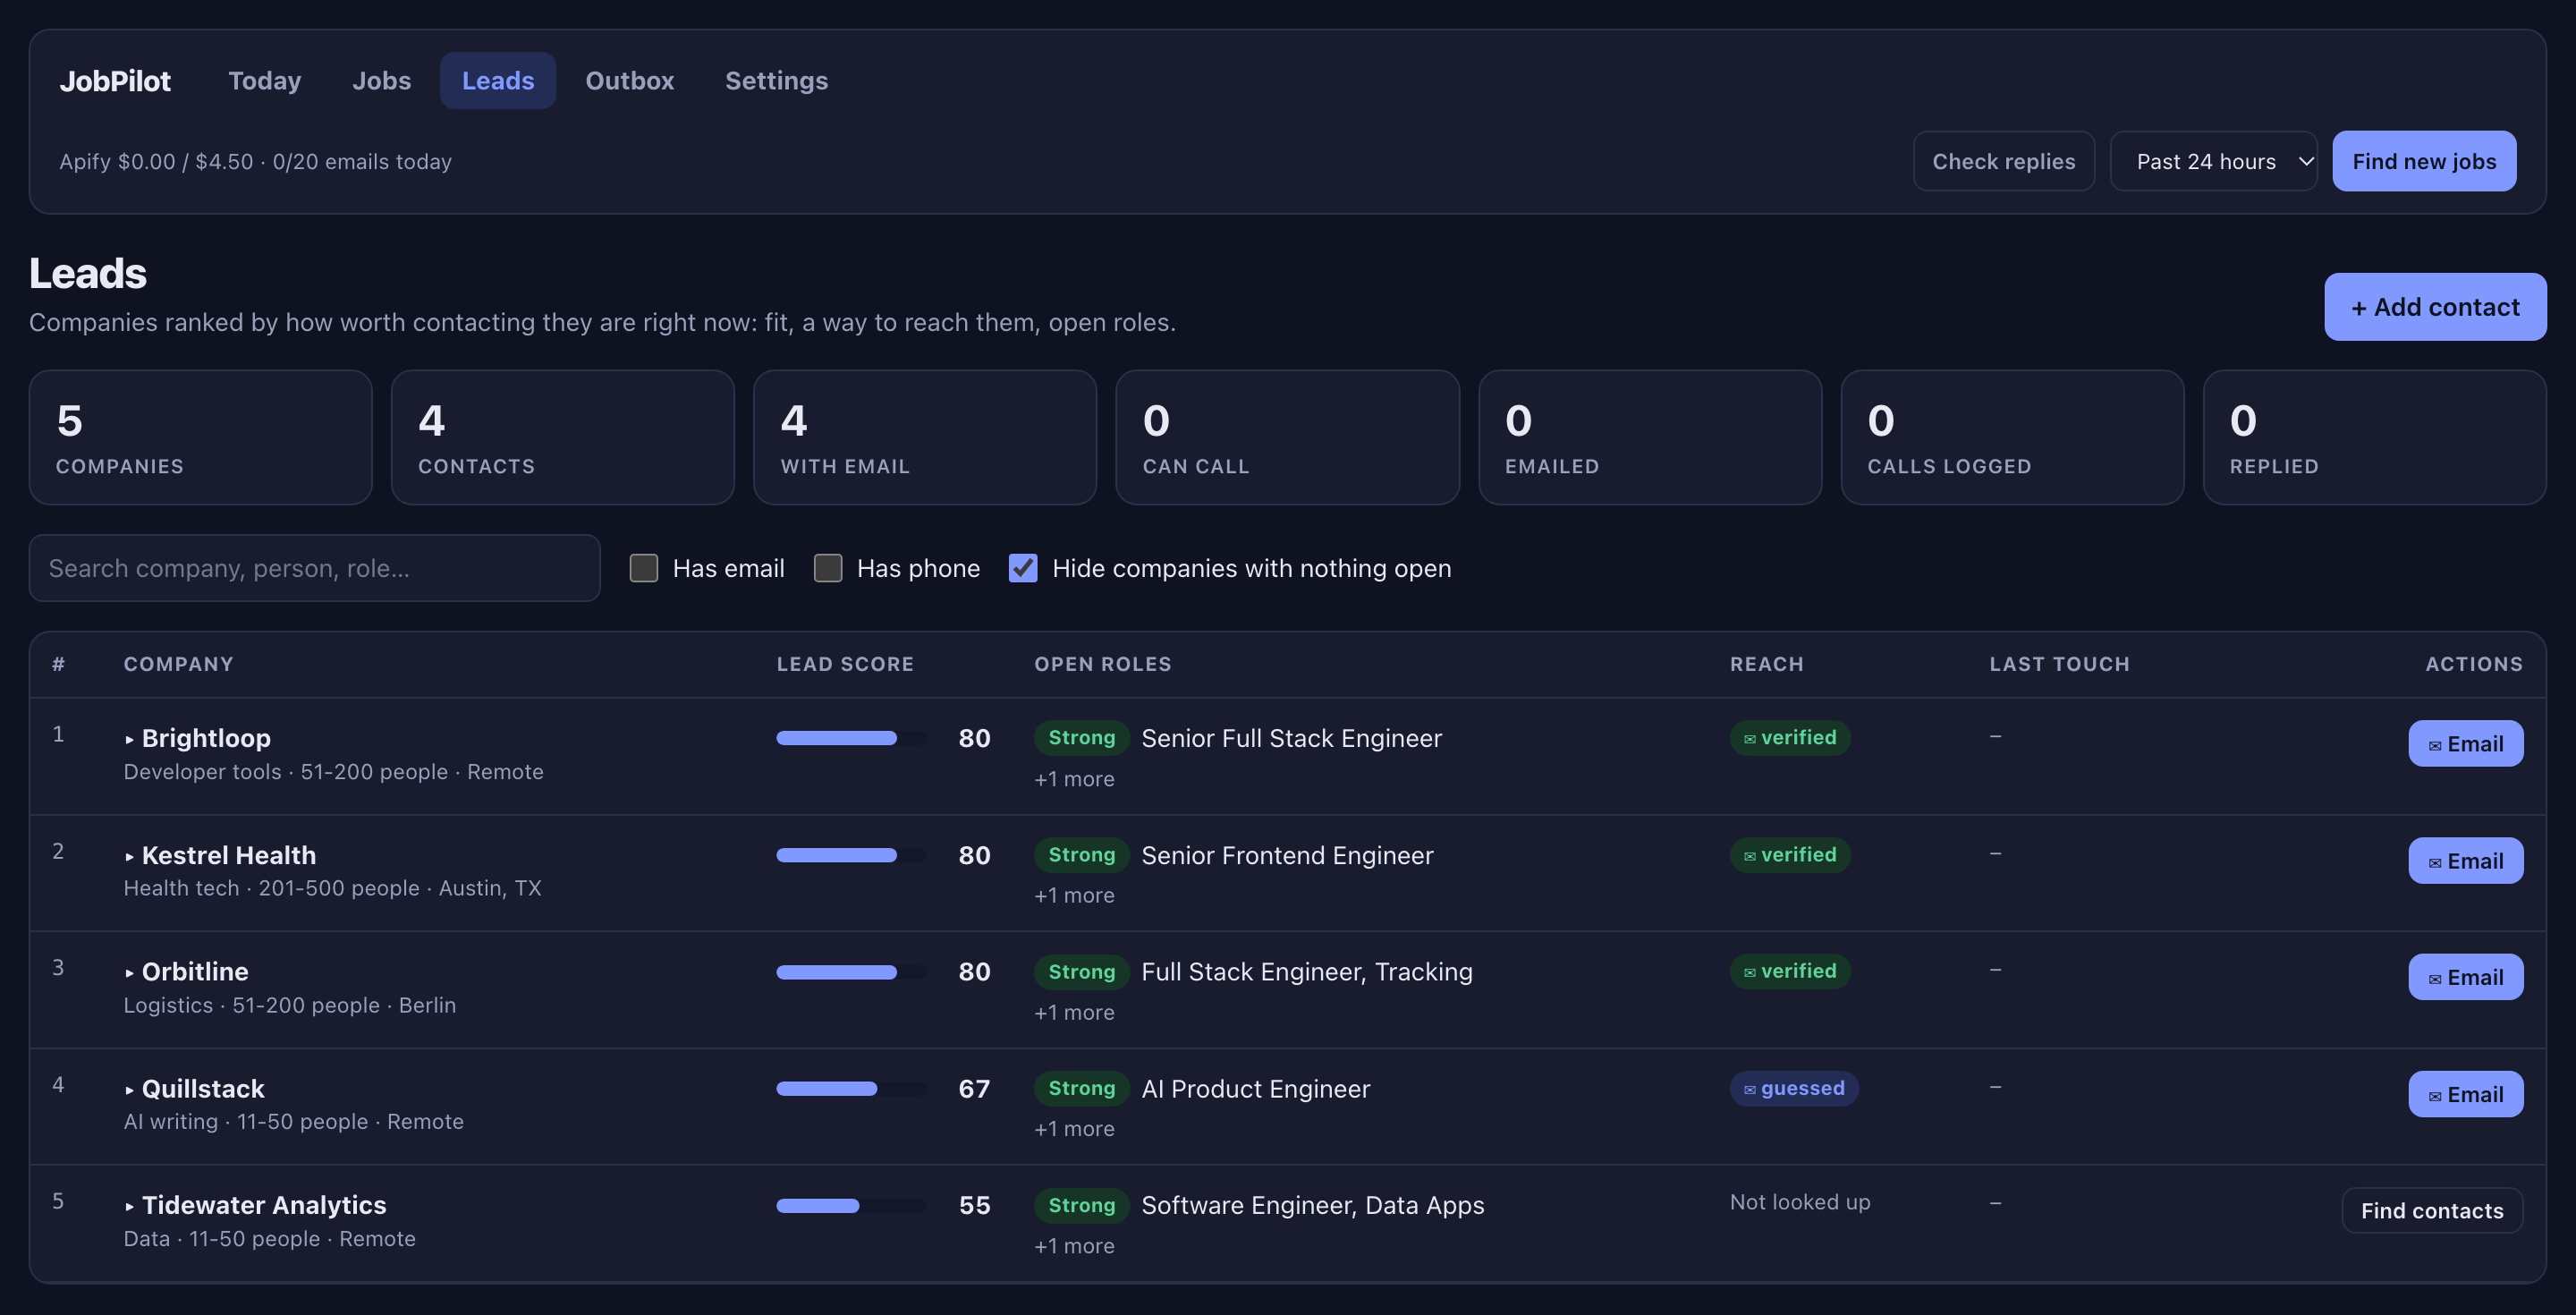 JobPilot Today Jobs Leads Outbox Settings
Apify $0.00 / $4.50 · 0/20 emails today Check replies Past 24 hours Find new jobs
Leads
Companies ranked by how worth contacting they are right now: fit, a way to reach them, open roles.
+ Add contact
5 4 4 0 0 0 0
COMPANIES CONTACTS WITH EMAIL CAN CALL EMAILED CALLS LOGGED REPLIED
Search company, person, role... Has email Has phone Hide companies with nothing open
# COMPANY LEAD SCORE OPEN ROLES REACH LAST TOUCH ACTIONS
1 ▸ Brightloop 80 Strong Senior Full Stack Engineer ✉ verified – ✉ Email
Developer tools · 51-200 people · Remote +1 more
2 ▸ Kestrel Health 80 Strong Senior Frontend Engineer ✉ verified – ✉ Email
Health tech · 201-500 people · Austin, TX +1 more
3 ▸ Orbitline 80 Strong Full Stack Engineer, Tracking ✉ verified – ✉ Email
Logistics · 51-200 people · Berlin +1 more
4 ▸ Quillstack 67 Strong AI Product Engineer ✉ guessed – ✉ Email
AI writing · 11-50 people · Remote +1 more
5 ▸ Tidewater Analytics 55 Strong Software Engineer, Data Apps Not looked up – Find contacts
Data · 11-50 people · Remote +1 more